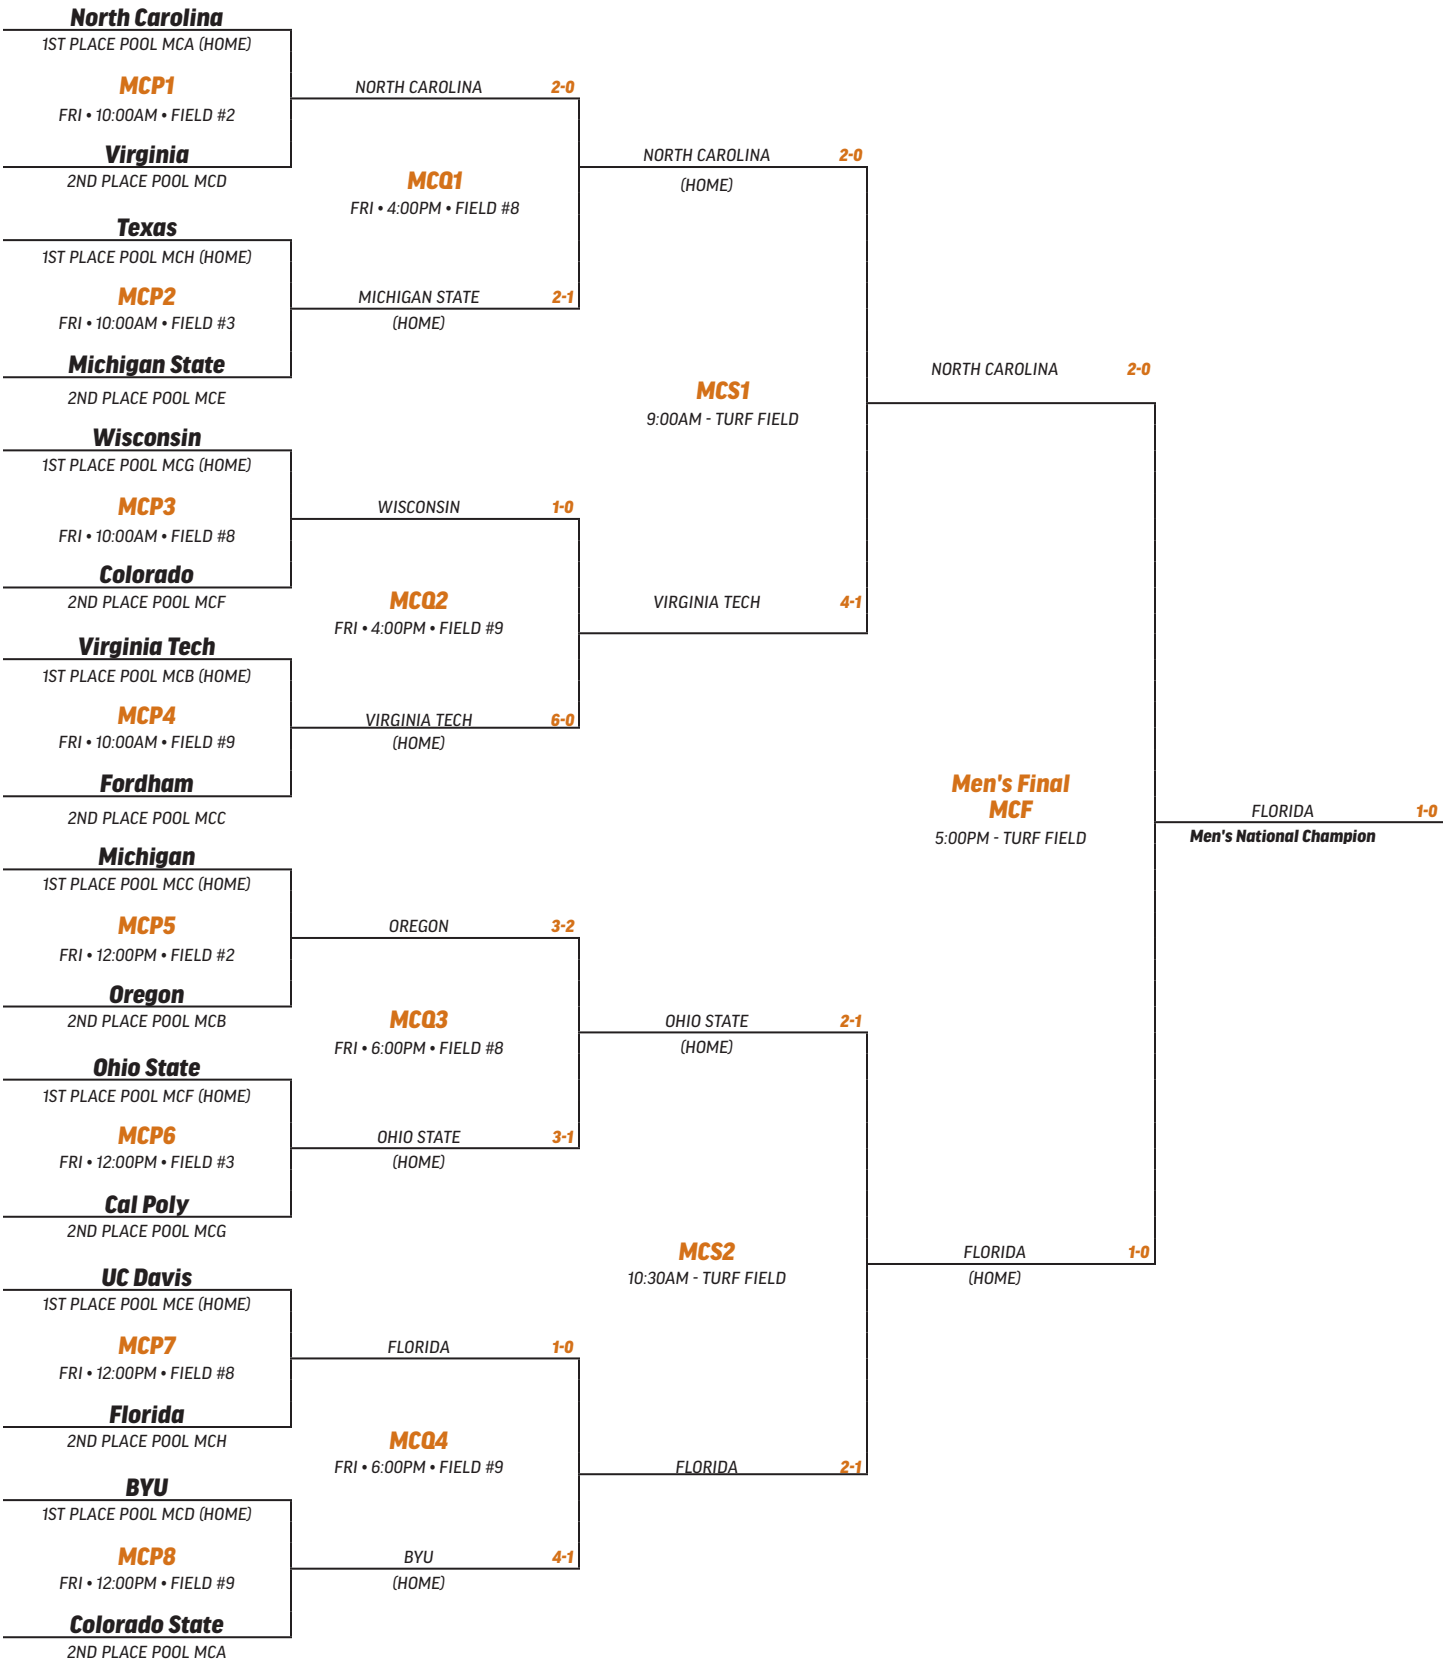 North Carolina
1ST PLACE POOL MCA (HOME)
MCP1
FRI • 10:00AM • FIELD #2
Virginia
2ND PLACE POOL MCD
Texas
1ST PLACE POOL MCH (HOME)
MCP2
FRI • 10:00AM • FIELD #3
Michigan State
2ND PLACE POOL MCE
Wisconsin
1ST PLACE POOL MCG (HOME)
MCP3
FRI • 10:00AM • FIELD #8
Colorado
2ND PLACE POOL MCF
Virginia Tech
1ST PLACE POOL MCB (HOME)
MCP4
FRI • 10:00AM • FIELD #9
Fordham
2ND PLACE POOL MCC
Michigan
1ST PLACE POOL MCC (HOME)
MCP5
FRI • 12:00PM • FIELD #2
Oregon
2ND PLACE POOL MCB
Ohio State
1ST PLACE POOL MCF (HOME)
MCP6
FRI • 12:00PM • FIELD #3
Cal Poly
2ND PLACE POOL MCG
UC Davis
1ST PLACE POOL MCE (HOME)
MCP7
FRI • 12:00PM • FIELD #8
Florida
2ND PLACE POOL MCH
BYU
1ST PLACE POOL MCD (HOME)
MCP8
FRI • 12:00PM • FIELD #9
Colorado State
2ND PLACE POOL MCA
NORTH CAROLINA 2-0
MCQ1
FRI • 4:00PM • FIELD #8
MICHIGAN STATE 2-1
(HOME)
WISCONSIN 1-0
MCQ2
FRI • 4:00PM • FIELD #9
VIRGINIA TECH 6-0
(HOME)
OREGON 3-2
MCQ3
FRI • 6:00PM • FIELD #8
OHIO STATE 3-1
(HOME)
FLORIDA 1-0
MCQ4
FRI • 6:00PM • FIELD #9
BYU 4-1
(HOME)
NORTH CAROLINA 2-0
(HOME)
MCS1
9:00AM - TURF FIELD
VIRGINIA TECH 4-1
OHIO STATE 2-1
(HOME)
MCS2
10:30AM - TURF FIELD
FLORIDA 2-1
NORTH CAROLINA 2-0
Men's Final
MCF
5:00PM - TURF FIELD
FLORIDA 1-0
(HOME)
FLORIDA 1-0
Men's National Champion